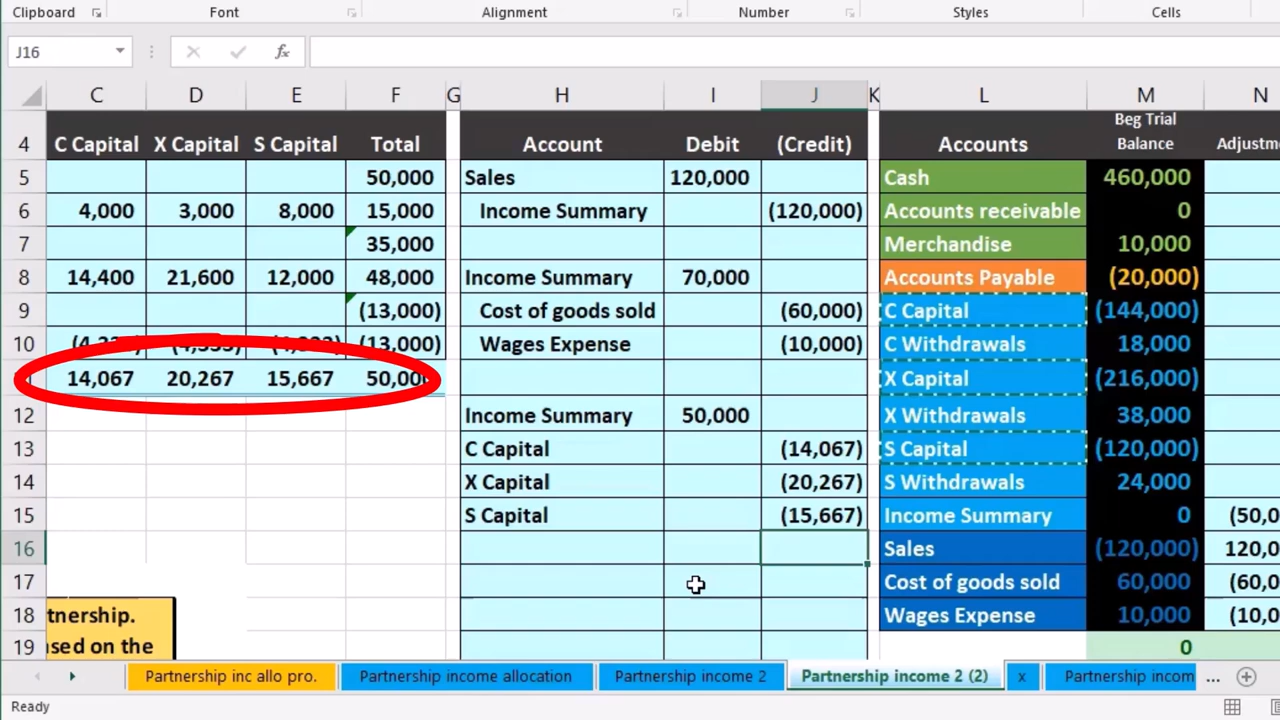 Clipboard Font Alignment Number Styles Cells
J16 fx
C D E F G H I J K L M N
4 C Capital X Capital S Capital Total Account Debit (Credit) Accounts Beg Trial Balance
5 50,000 Sales 120,000 Cash 460,000
6 4,000 3,000 8,000 15,000 Income Summary (120,000) Accounts receivable 0
7 35,000 Merchandise 10,000
8 14,400 21,600 12,000 48,000 Income Summary 70,000 Accounts Payable (20,000)
9 (13,000) Cost of goods sold (60,000) C Capital (144,000)
10 (13,000) Wages Expense (10,000) C Withdrawals 18,000
14,067 20,267 15,667 X Capital (216,000)
12 Income Summary 50,000 X Withdrawals 38,000
13 C Capital (14,067) S Capital (120,000)
14 X Capital (20,267) S Withdrawals 24,000
15 S Capital (15,667) Income Summary 0
16 Sales (120,000)
17 Cost of goods sold 60,000
18 tnership. Wages Expense 10,000
19 on the 0
Partnership inc allo pro. Partnership income allocation Partnership income 2 Partnership income 2 (2) x Partnership incom ...
Ready